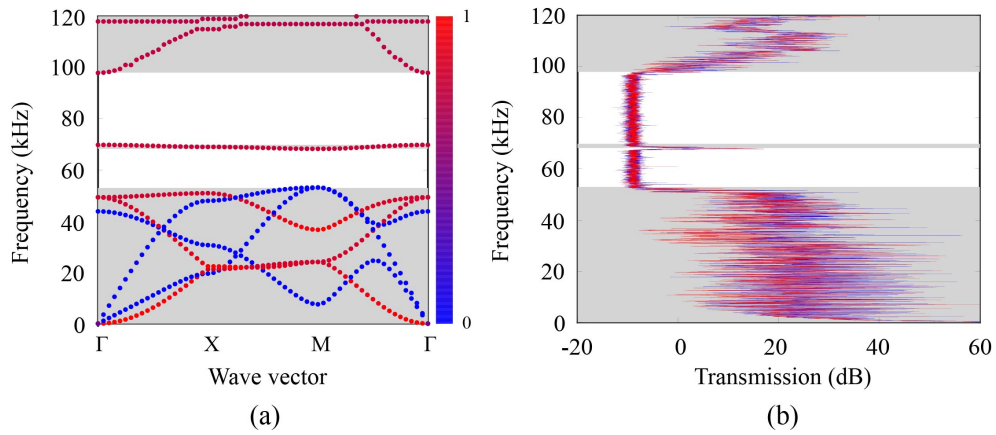 120
100
80
60
40
20
0
Frequency (kHz)
Γ X M Γ
Wave vector
1
0
(a)
120
100
80
60
40
20
0
Frequency (kHz)
-20 0 20 40 60
Transmission (dB)
(b)